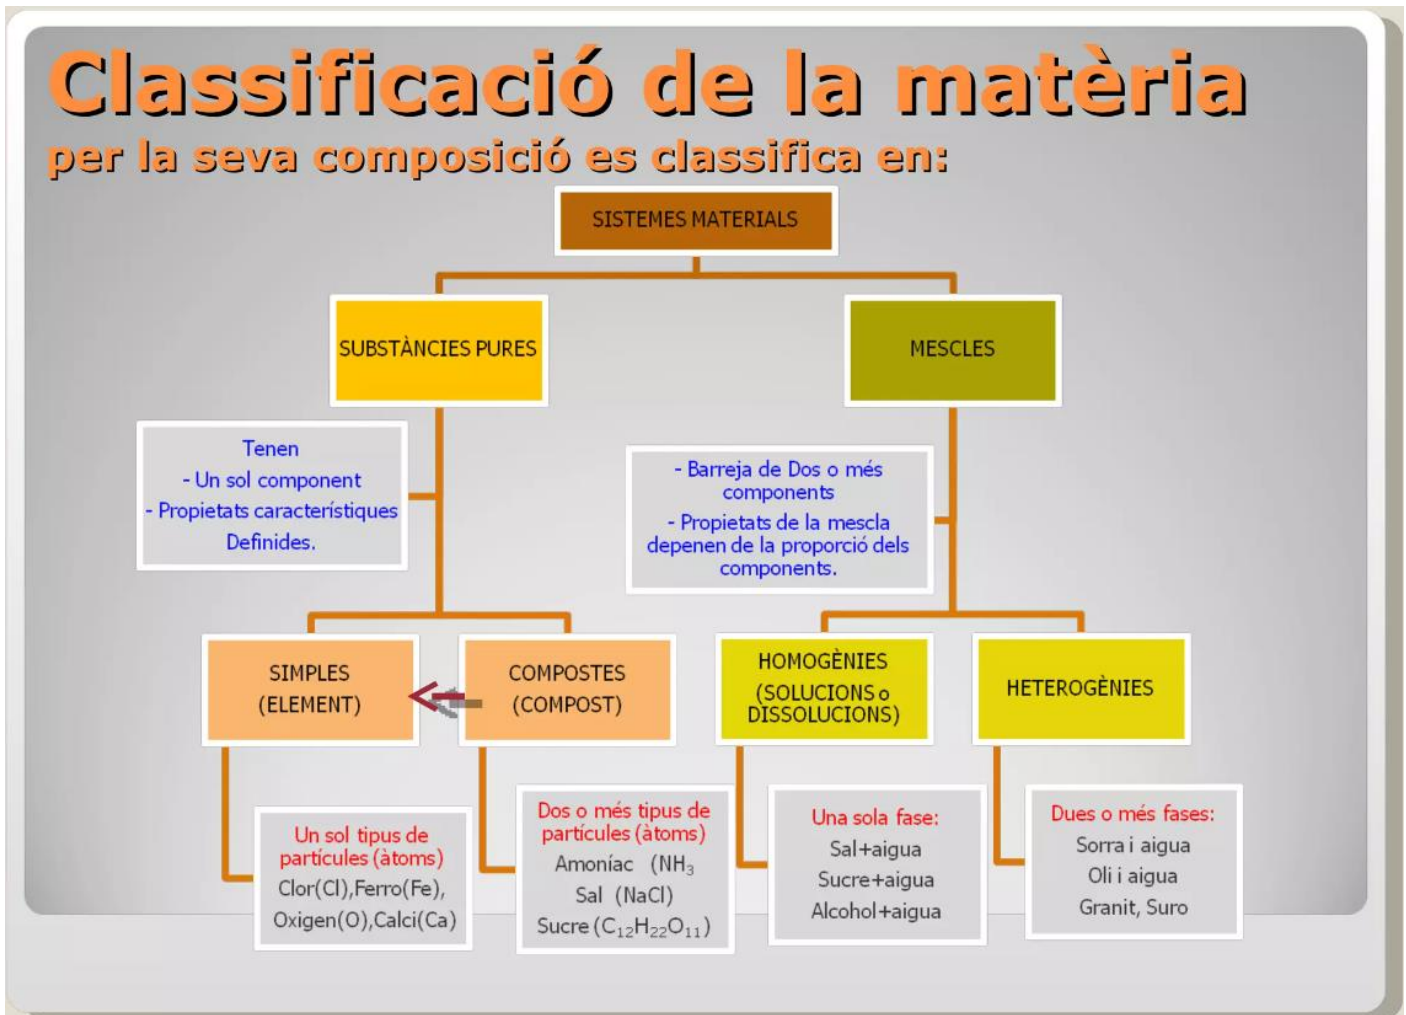 Classificació de la matèria
per la seva composició es classifica en:
SISTEMES MATERIALS
SUBSTÀNCIES PURES
MESCLES
Tenen
- Un sol component
- Propietats característiques
Definides.
- Barreja de Dos o més
components
- Propietats de la mescla
depenen de la proporció dels
components.
SIMPLES
(ELEMENT)
COMPOSTES
(COMPOST)
HOMOGÈNIES
(SOLUCIONS o
DISSOLUCIONS)
HETEROGÈNIES
Un sol tipus de
partícules (àtoms)
Clor(Cl),Ferro(Fe),
Oxigen(O),Calci(Ca)
Dos o més tipus de
partícules (àtoms)
Amoníac (NH₃
Sal (NaCl)
Sucre (C₁₂H₂₂O₁₁)
Una sola fase:
Sal+aigua
Sucre+aigua
Alcohol+aigua
Dues o més fases:
Sorra i aigua
Oli i aigua
Granit, Suro